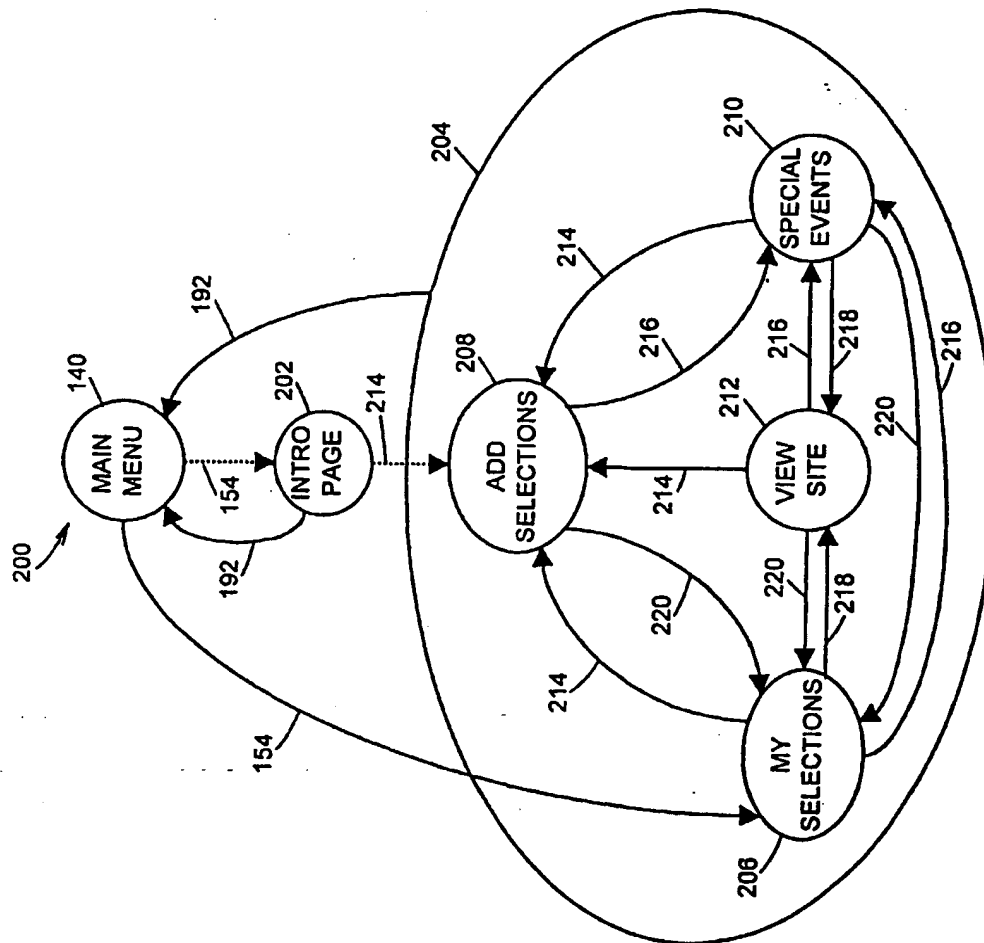 200
MAIN
MENU
140
192
154
192
INTRO
PAGE
202
214
154
204
ADD
SELECTIONS
208
214
220
214
216
214
MY
SELECTIONS
206
220
218
VIEW
SITE
212
216
218
SPECIAL
EVENTS
210
220
216